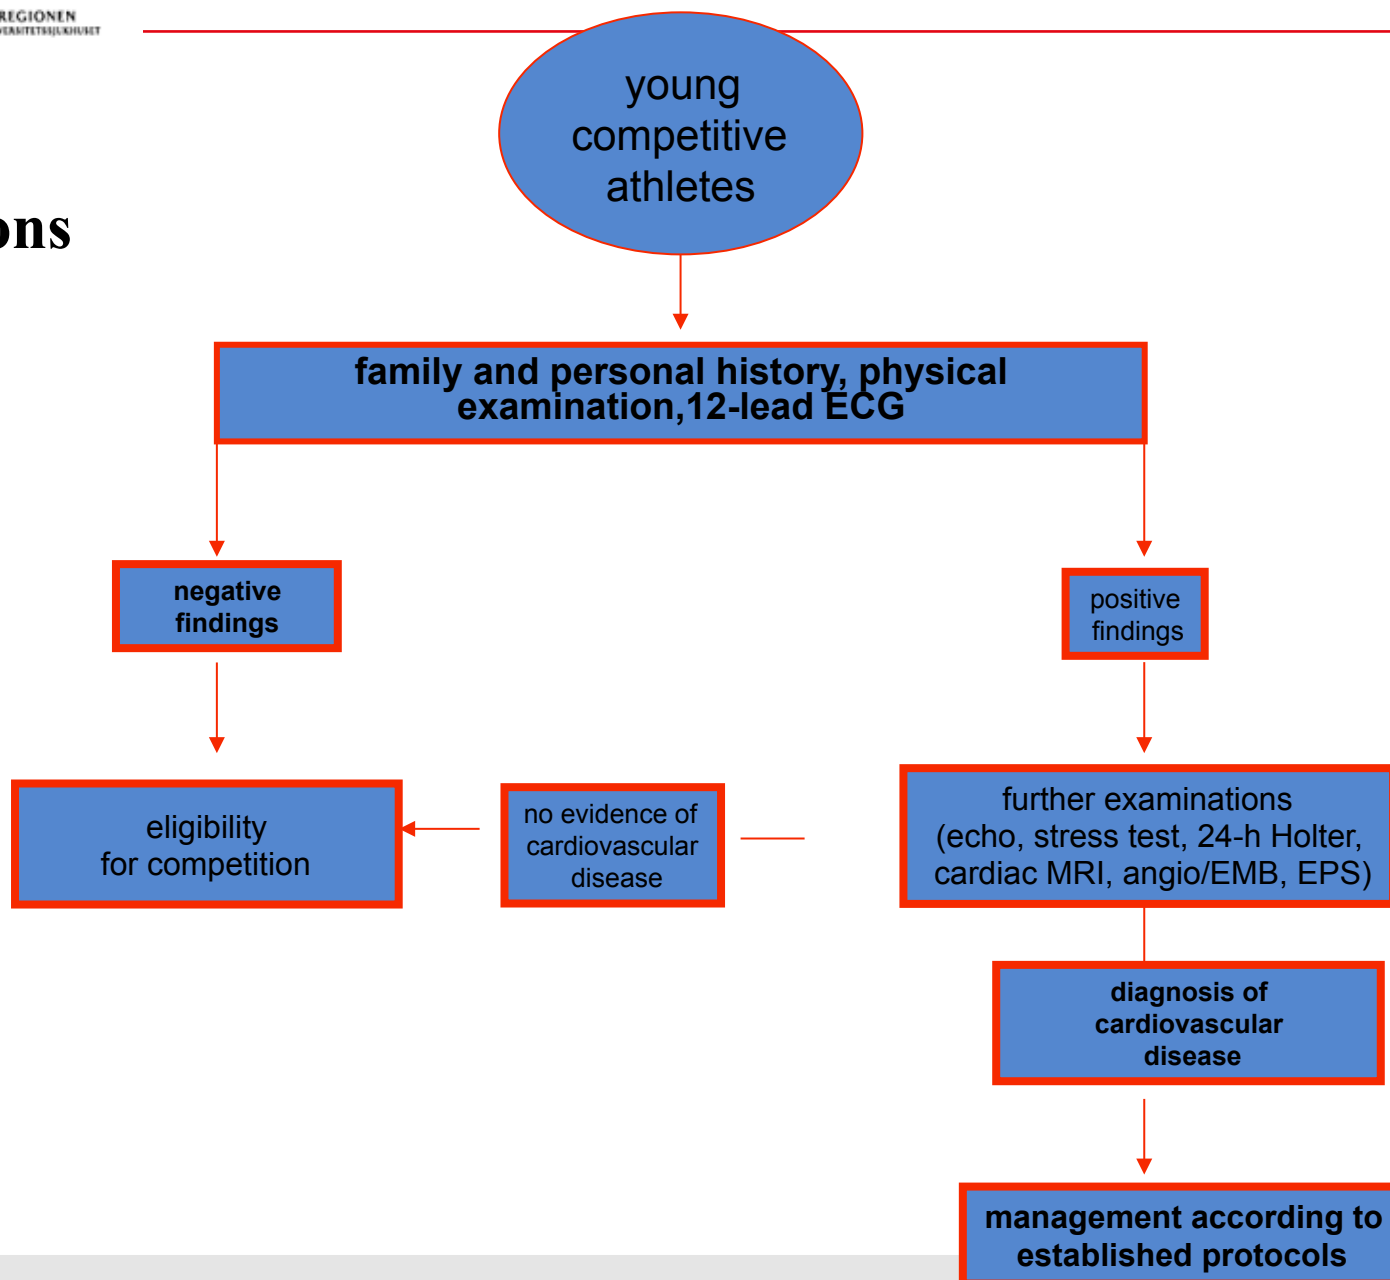 REGIONEN
young
competitive
athletes
ons
family and personal history, physical
examination,12-lead ECG
negative
findings
positive
findings
eligibility
for competition
no evidence of
cardiovascular
disease
further examinations
(echo, stress test, 24-h Holter,
cardiac MRI, angio/EMB, EPS)
diagnosis of
cardiovascular
disease
management according to
established protocols